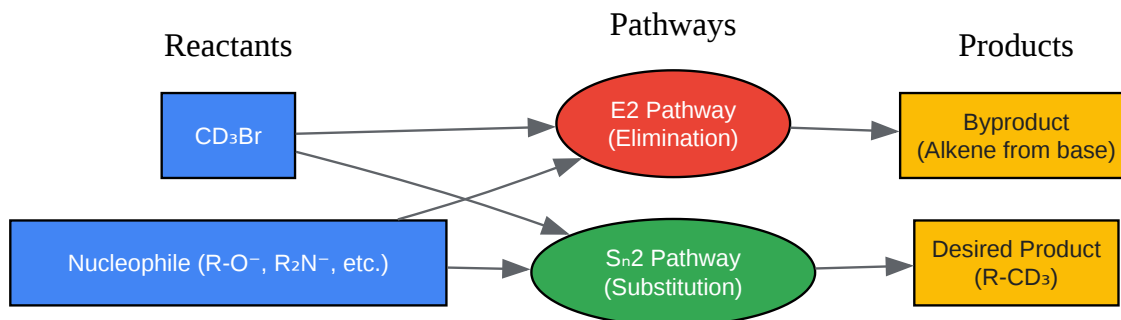 Reactants
Pathways
Products
CD₃Br
E2 Pathway
(Elimination)
Byproduct
(Alkene from base)
Nucleophile (R-O⁻, R₂N⁻, etc.)
Sₙ2 Pathway
(Substitution)
Desired Product
(R-CD₃)